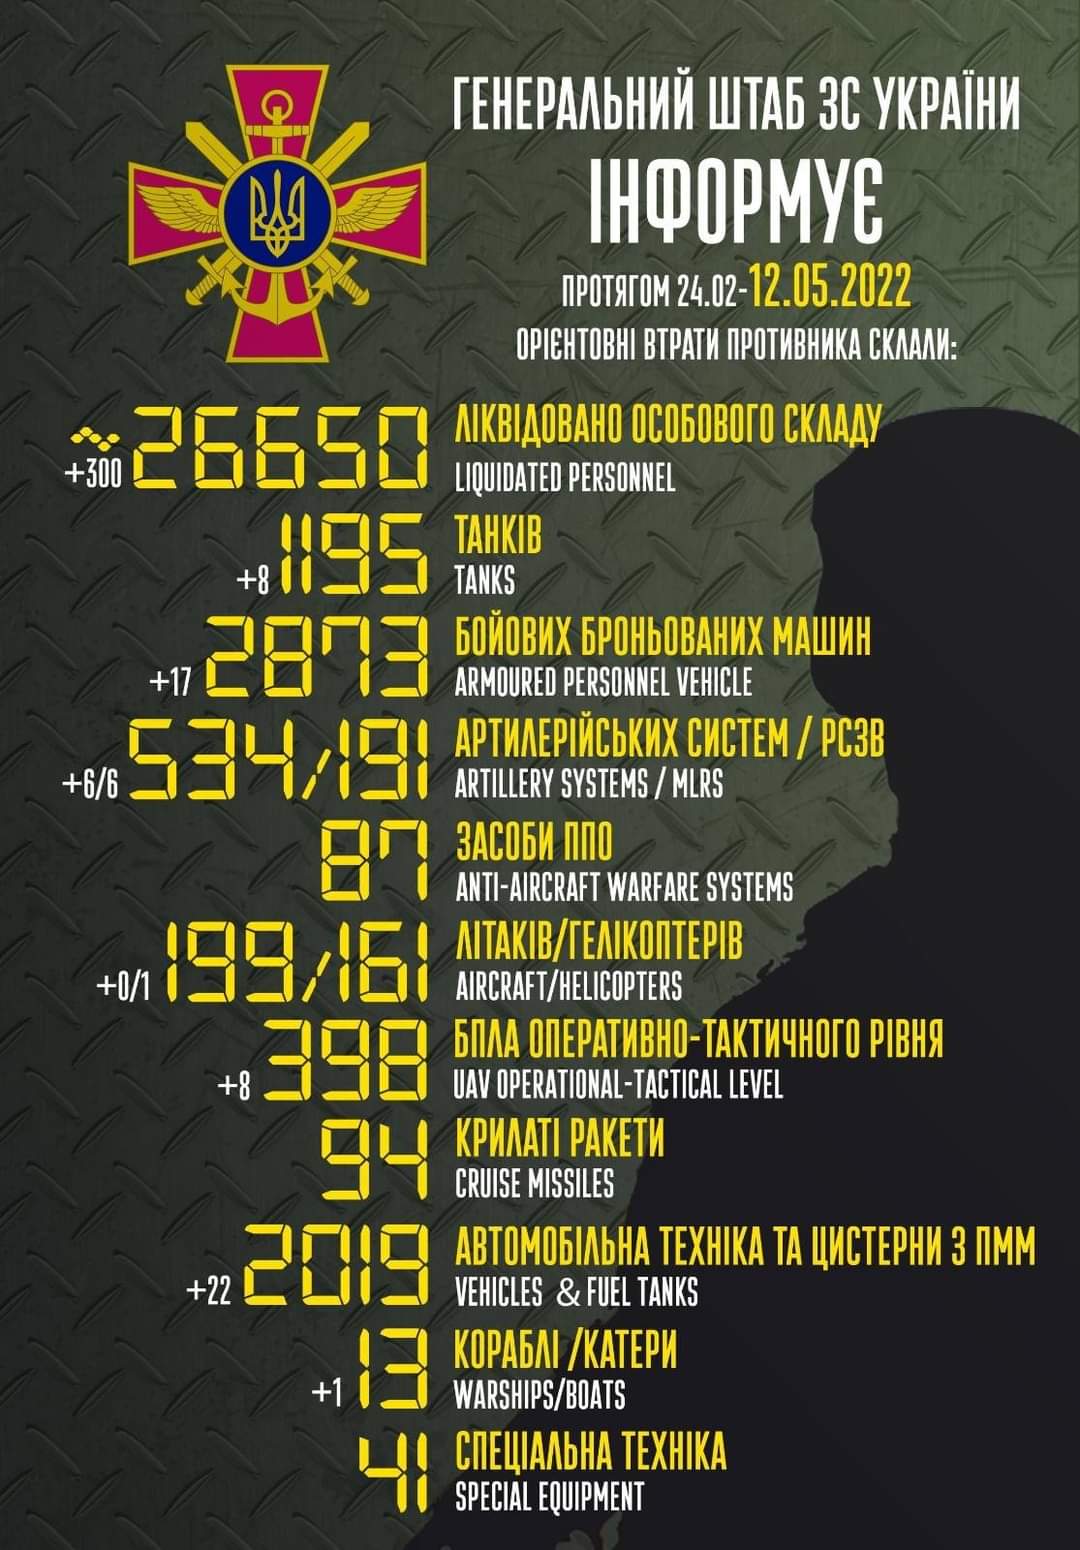 ГЕНЕРАЛЬНИЙ ШТАБ ЗС УКРАЇНИ
ІНФОРМУЄ
ПРОТЯГОМ 24.02-12.05.2022
ОРІЄНТОВНІ ВТРАТИ ПРОТИВНИКА СКЛАЛИ:
≈26650 ЛІКВІДОВАНО ОСОБОВОГО СКЛАДУ
+300 LIQUIDATED PERSONNEL
1195 ТАНКІВ
+8 TANKS
2873 БОЙОВИХ БРОНЬОВАНИХ МАШИН
+17 ARMOURED PERSONNEL VEHICLE
534/191 АРТИЛЕРІЙСЬКИХ СИСТЕМ / РСЗВ
+6/6 ARTILLERY SYSTEMS / MLRS
87 ЗАСОБИ ППО
ANTI-AIRCRAFT WARFARE SYSTEMS
199/161 ЛІТАКІВ/ГЕЛІКОПТЕРІВ
+0/1 AIRCRAFT/HELICOPTERS
398 БПЛА ОПЕРАТИВНО-ТАКТИЧНОГО РІВНЯ
+8 UAV OPERATIONAL-TACTICAL LEVEL
94 КРИЛАТІ РАКЕТИ
CRUISE MISSILES
2019 АВТОМОБІЛЬНА ТЕХНІКА ТА ЦИСТЕРНИ З ПММ
+22 VEHICLES & FUEL TANKS
13 КОРАБЛІ /КАТЕРИ
+1 WARSHIPS/BOATS
41 СПЕЦІАЛЬНА ТЕХНІКА
SPECIAL EQUIPMENT